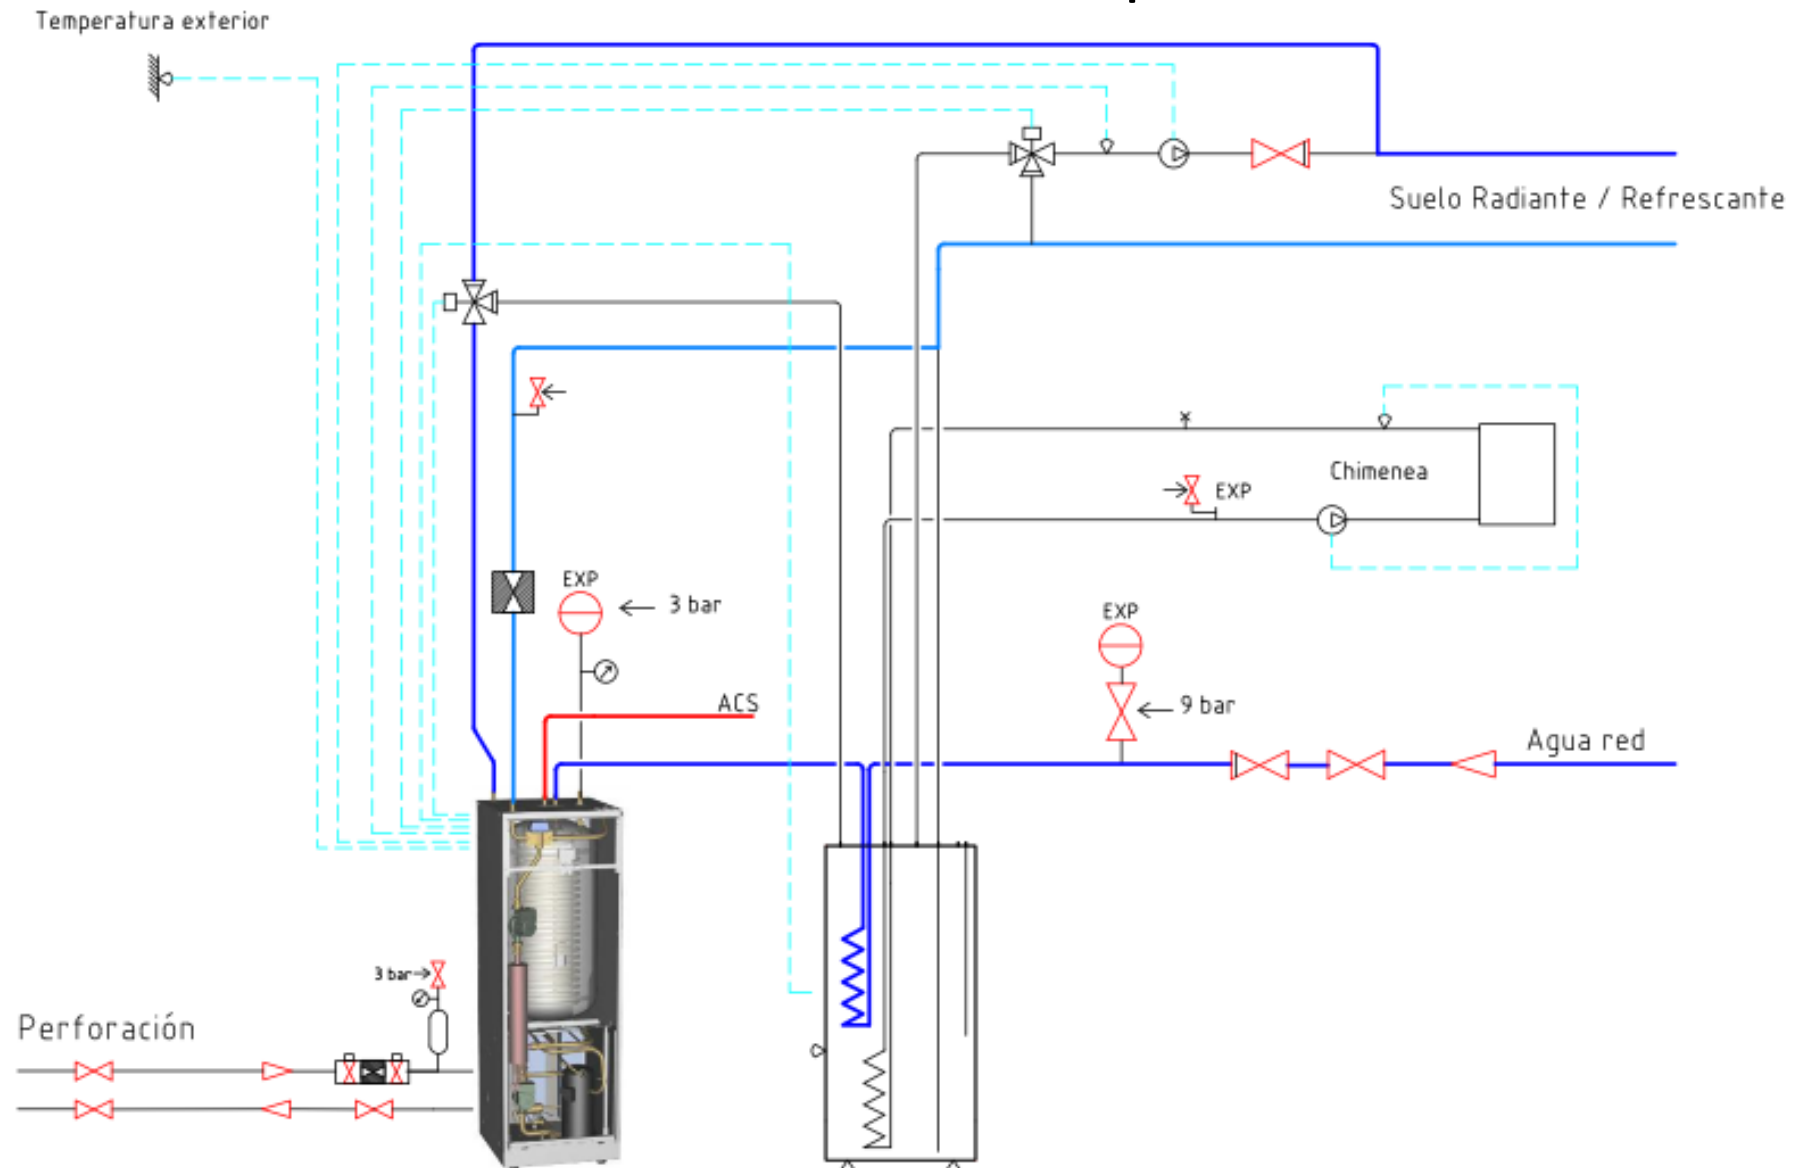 Temperatura exterior
Suelo Radiante / Refrescante
Chimenea
EXP
EXP
3 bar
EXP
9 bar
ACS
Agua red
3 bar
Perforación